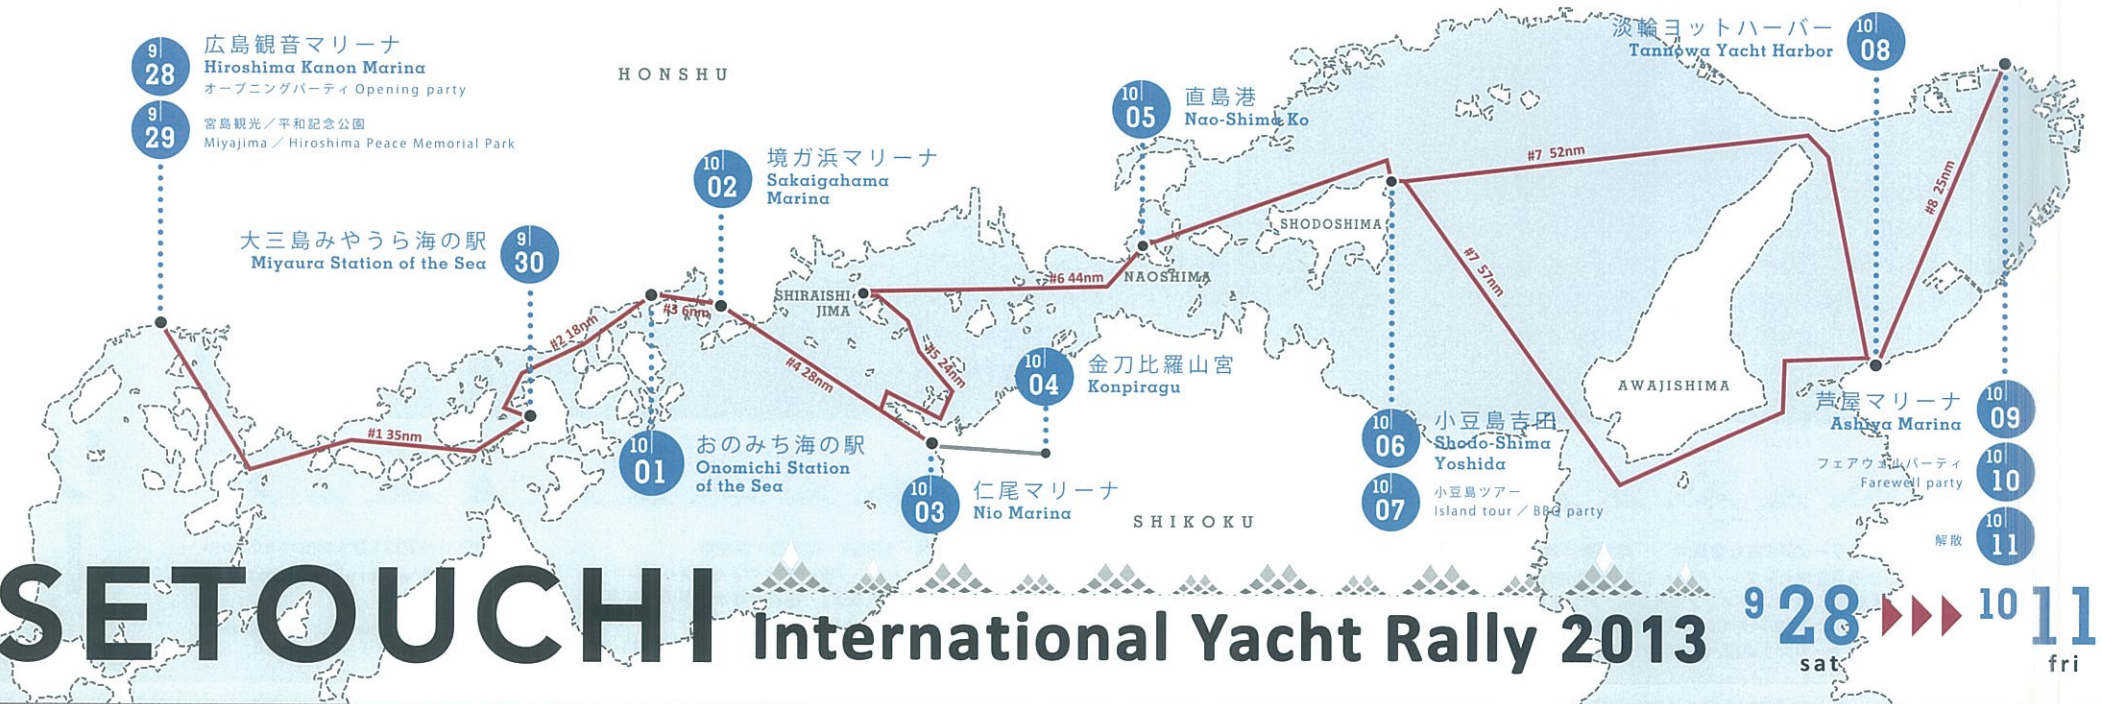 9 28
広島観音マリーナ
Hiroshima Kanon Marina
オープニングパーティ Opening party
9 29
宮島観光／平和記念公園
Miyajima ／ Hiroshima Peace Memorial Park
HONSHU
大三島みやうら海の駅
Miyaura Station of the Sea
9 30
10 02
境ガ浜マリーナ
Sakaigahama
Marina
10 05
直島港
Nao-Shima Ko
淡輪ヨットハーバー
Tannowa Yacht Harbor
10 08
#1 35nm
#2 18nm
#3 6nm
#4 28nm
#5 24nm
#6 44nm
#7 52nm
#7 57nm
#8 25nm
SHIRAISHI
JIMA
NAOSHIMA
SHODOSHIMA
AWAJISHIMA
10 01
おのみち海の駅
Onomichi Station
of the Sea
10 04
金刀比羅山宮
Konpiragu
10 03
仁尾マリーナ
Nio Marina
SHIKOKU
10 06
小豆島吉田
Shodo-Shima
Yoshida
10 07
小豆島ツアー
Island tour ／ BBQ party
芦屋マリーナ
Ashiya Marina
10 09
フェアウェルパーティ
Farewell party
10 10
解散
10 11
SETOUCHI International Yacht Rally 2013
9 28 10 11
sat fri